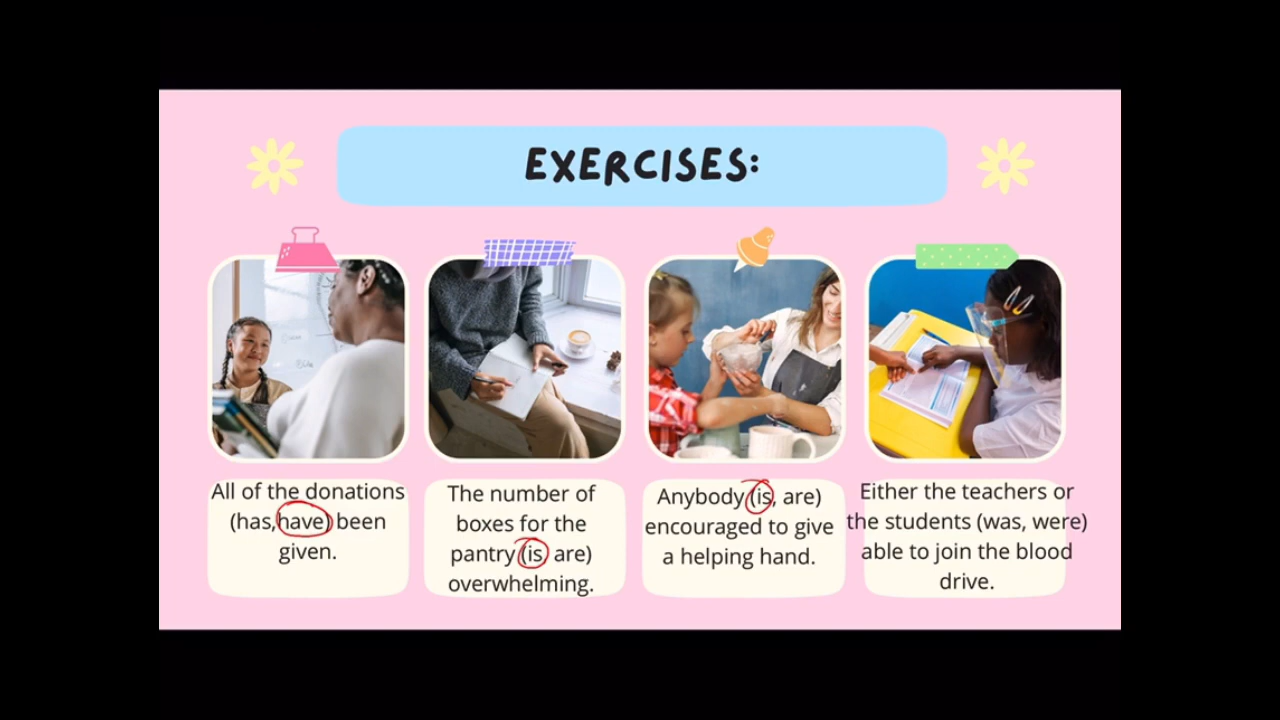 EXERCISES:
All of the donations
(has, have) been
given.
The number of
boxes for the
pantry (is, are)
overwhelming.
Anybody (is, are)
encouraged to give
a helping hand.
Either the teachers or
the students (was, were)
able to join the blood
drive.